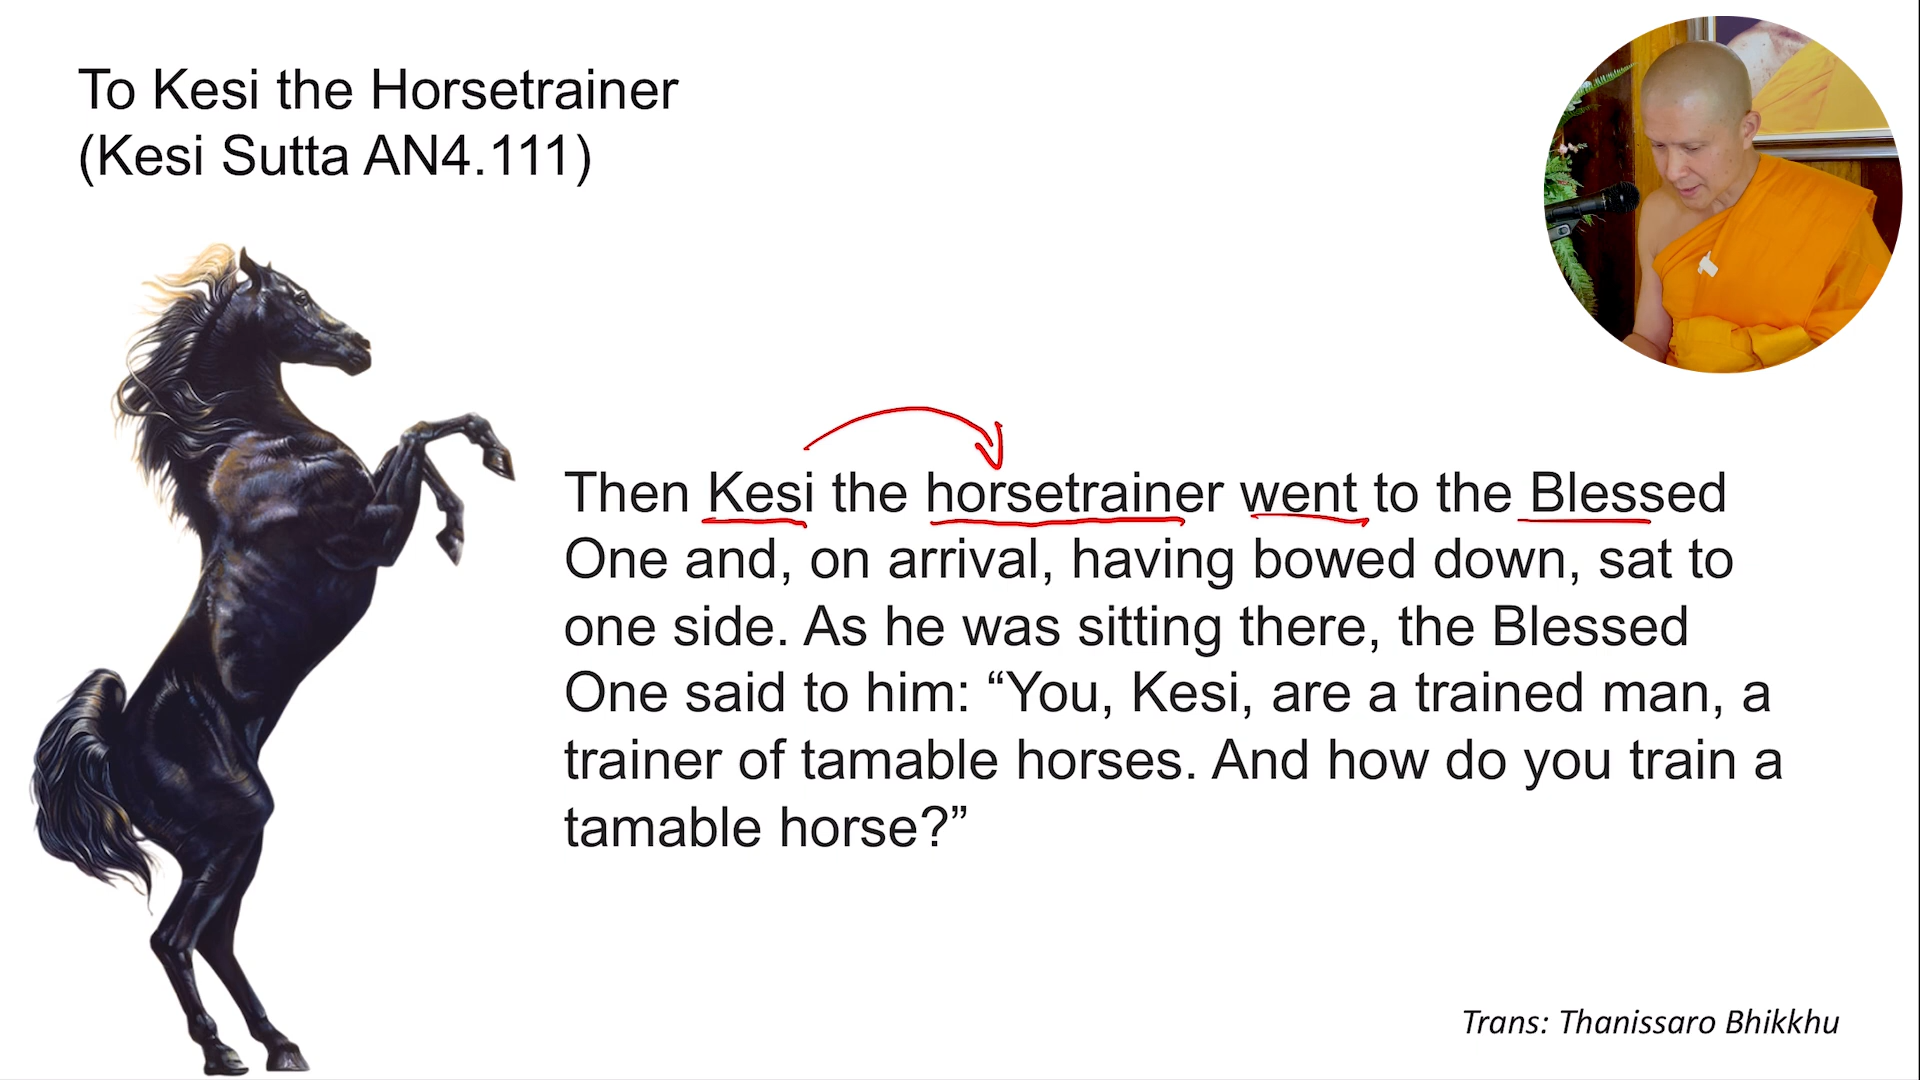 To Kesi the Horsetrainer
(Kesi Sutta AN4.111)
Then Kesi the horsetrainer went to the Blessed
One and, on arrival, having bowed down, sat to
one side. As he was sitting there, the Blessed
One said to him: “You, Kesi, are a trained man, a
trainer of tamable horses. And how do you train a
tamable horse?”
Trans: Thanissaro Bhikkhu